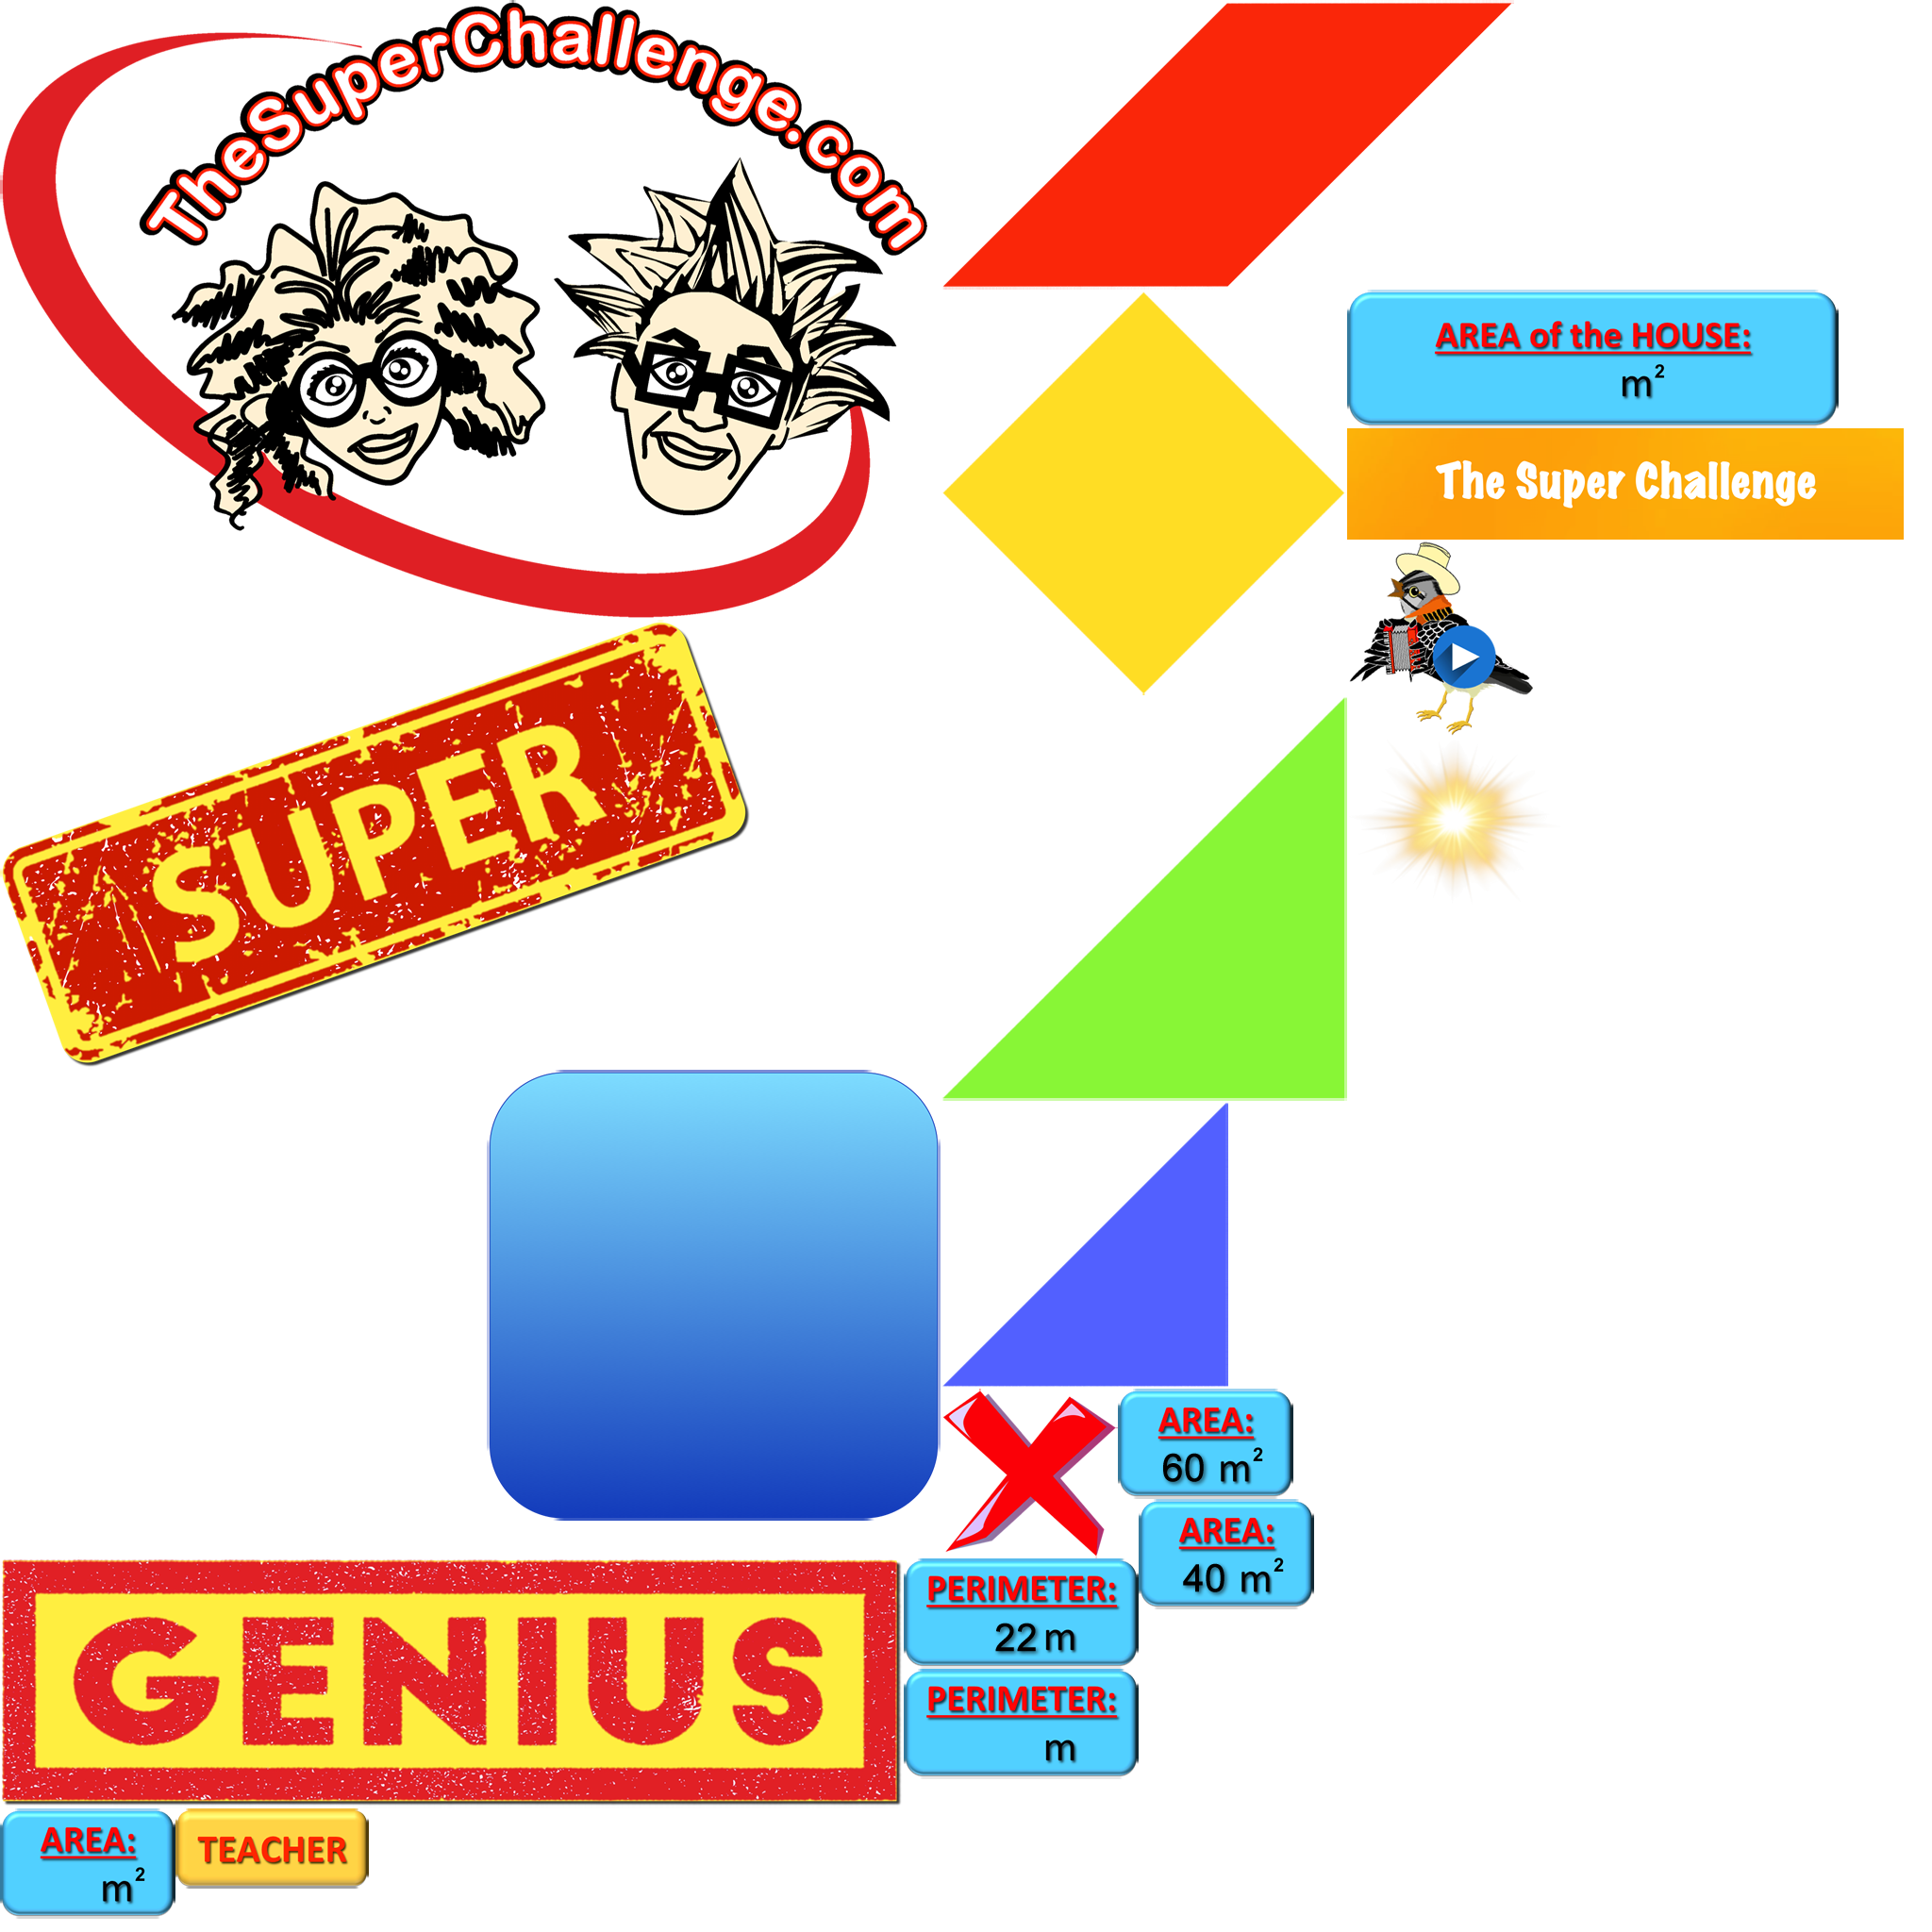 TheSuperChallenge.com
AREA of the HOUSE:
m²
The Super Challenge
SUPER
AREA:
60 m²
AREA:
40 m²
PERIMETER:
22 m
PERIMETER:
m
GENIUS
AREA:
m²
TEACHER